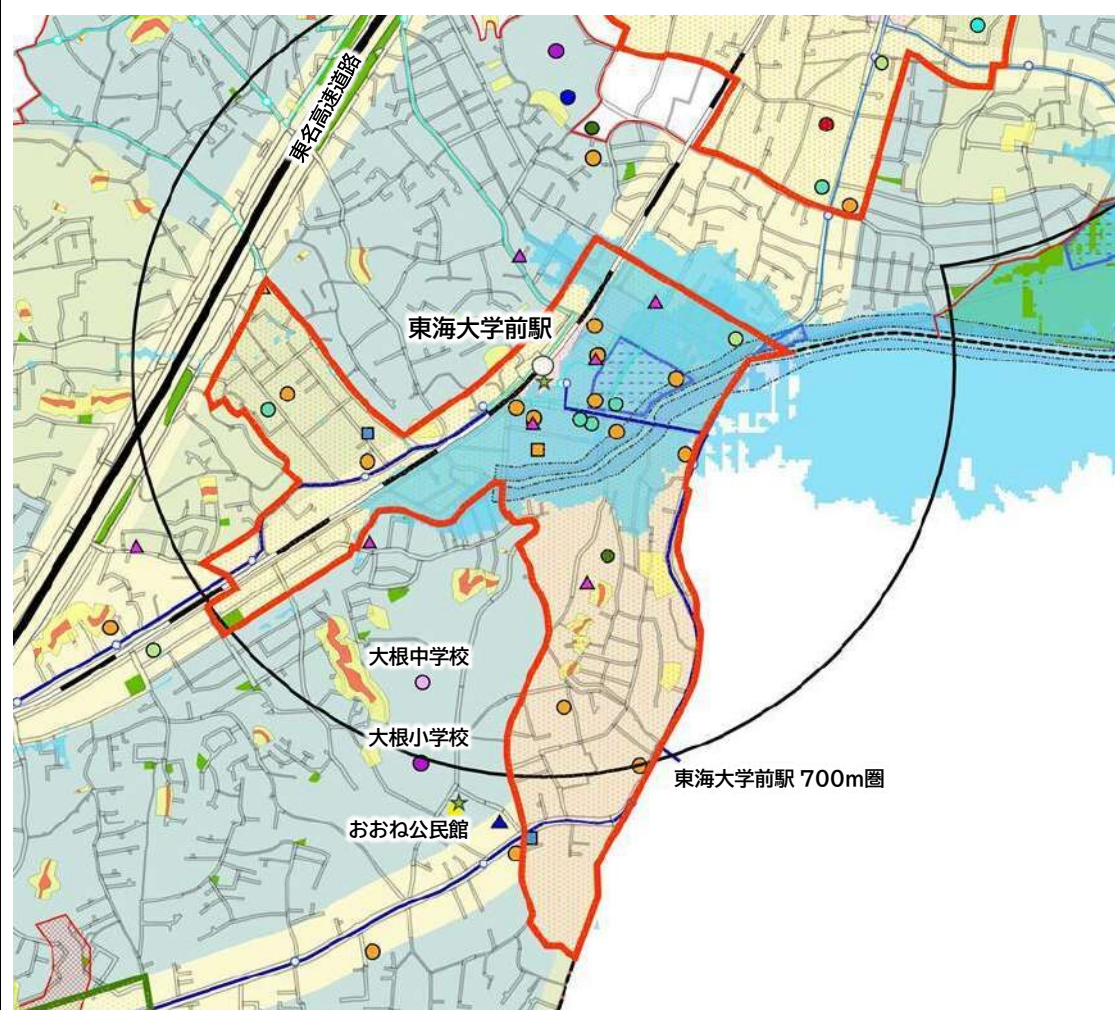 東名高速道路
東海大学前駅
大根中学校
大根小学校
東海大学前駅 700m圏
おおね公民館